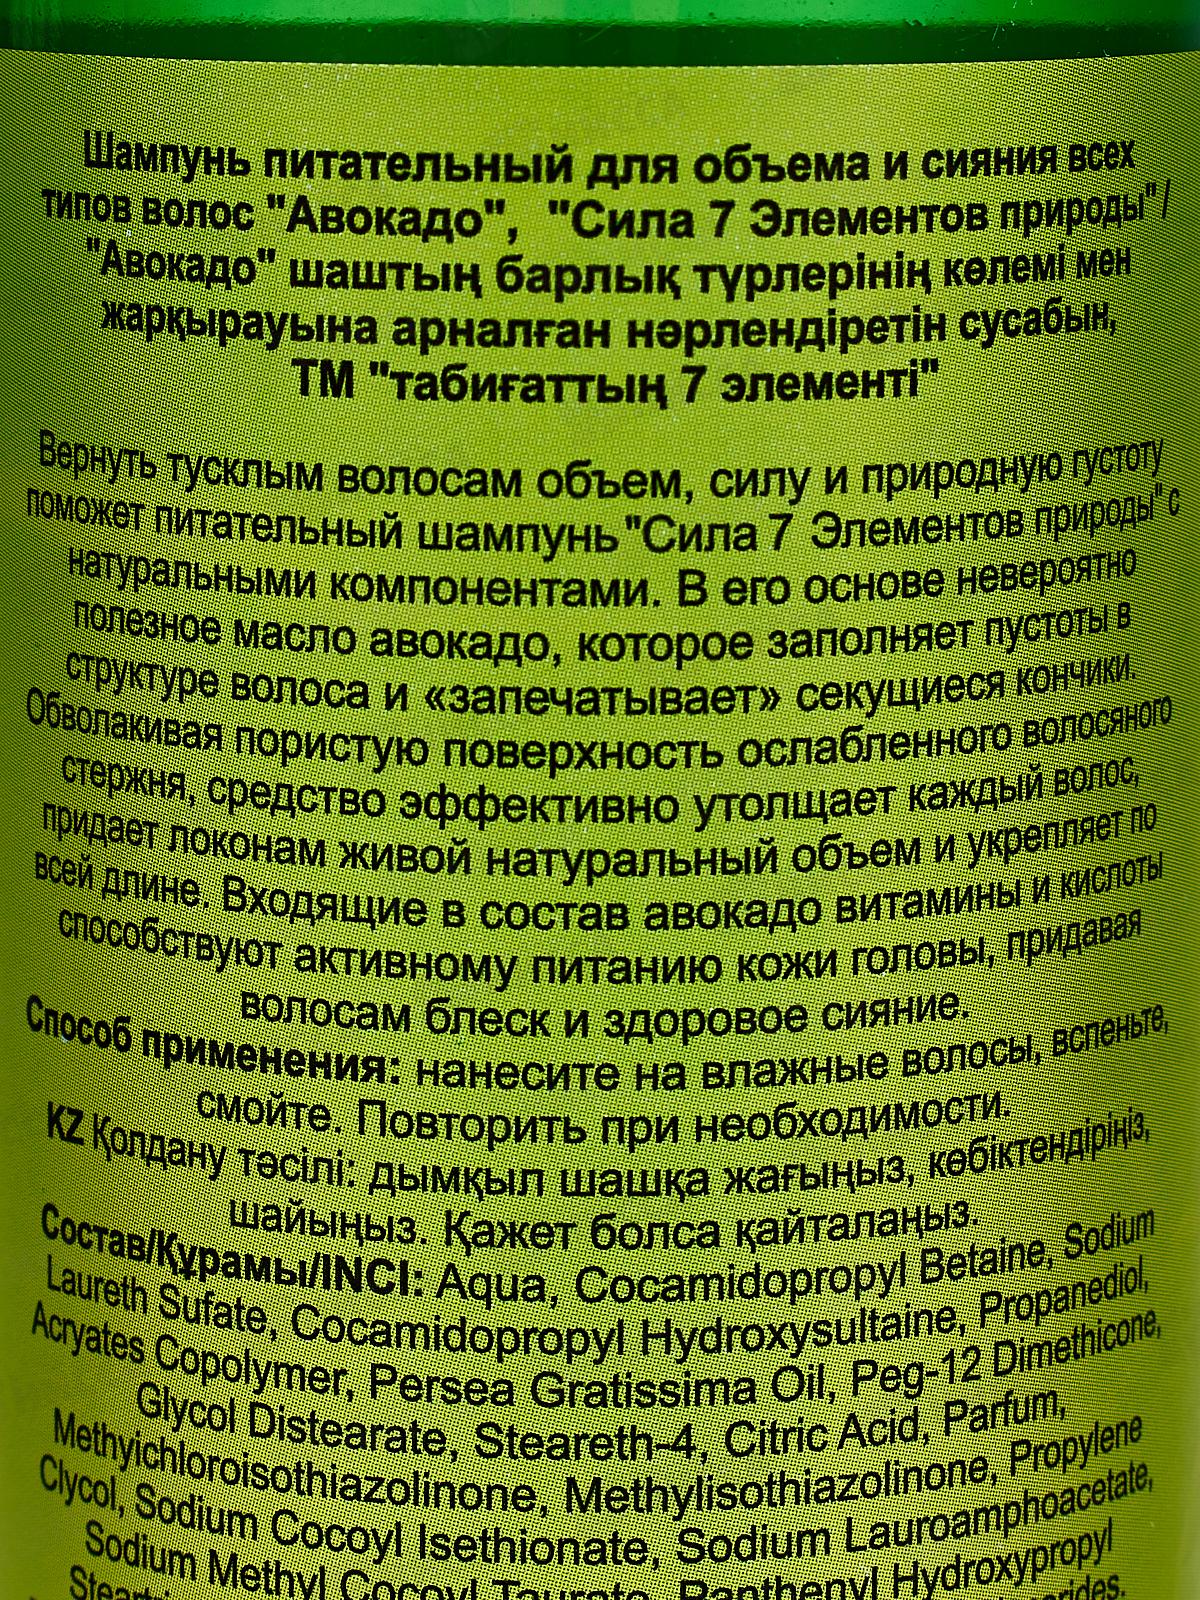 Шампунь питательный для объема и сияния всех
типов волос "Авокадо", "Сила 7 Элементов природы" /
"Авокадо" шаштың барлық түрлерінің көлемі мен
жарқырауына арналған нәрлендіретін сусабын,
ТМ "табиғаттың 7 элементі"
Вернуть тусклым волосам объем, силу и природную густоту
поможет питательный шампунь "Сила 7 Элементов природы" с
натуральными компонентами. В его основе невероятно
полезное масло авокадо, которое заполняет пустоты в
структуре волоса и «запечатывает» секущиеся кончики.
Обволакивая пористую поверхность ослабленного волосяного
стержня, средство эффективно утолщает каждый волос,
придает локонам живой натуральный объем и укрепляет по
всей длине. Входящие в состав авокадо витамины и кислоты
способствуют активному питанию кожи головы, придавая
волосам блеск и здоровое сияние.
Способ применения: нанесите на влажные волосы, вспеньте,
смойте. Повторить при необходимости.
KZ Қолдану тәсілі: дымқыл шашқа жағыңыз, көбіктендіріңіз,
шайыңыз. Қажет болса қайталаңыз.
Состав/Құрамы/INCI: Aqua, Cocamidopropyl Betaine, Sodium
Laureth Sufate, Cocamidopropyl Hydroxysultaine, Propanediol,
Acryates Copolymer, Persea Gratissima Oil, Peg-12 Dimethicone,
Glycol Distearate, Steareth-4, Citric Acid, Parfum,
Methyichloroisothiazolinone, Methylisothiazolinone, Propylene
Clycol, Sodium Cocoyl Isethionate, Sodium Lauroamphoacetate,
Sodium Methyl Cocoyl Taurate, Panthenyl Hydroxypropyl